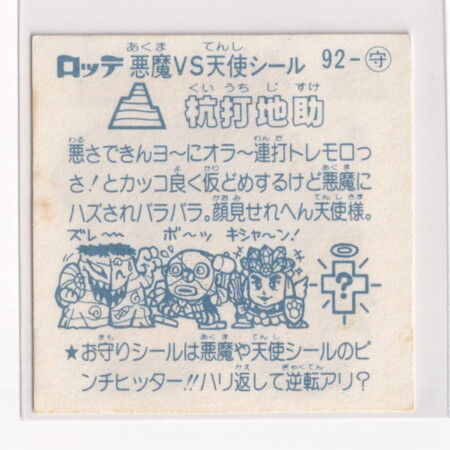 ロッテ 悪魔VS天使シール 92-守
杭打地助
悪さできんヨ〜にオラ〜連打トレモロっ
さ!とカッコ良く仮どめするけど悪魔に
ハズされバラバラ。顔見せれへん天使様。
ズレ〜 ボ〜ッ キシャ〜ン!
?
★お守りシールは悪魔や天使シールのピ
ンチヒッター!!ハリ返して逆転アリ?